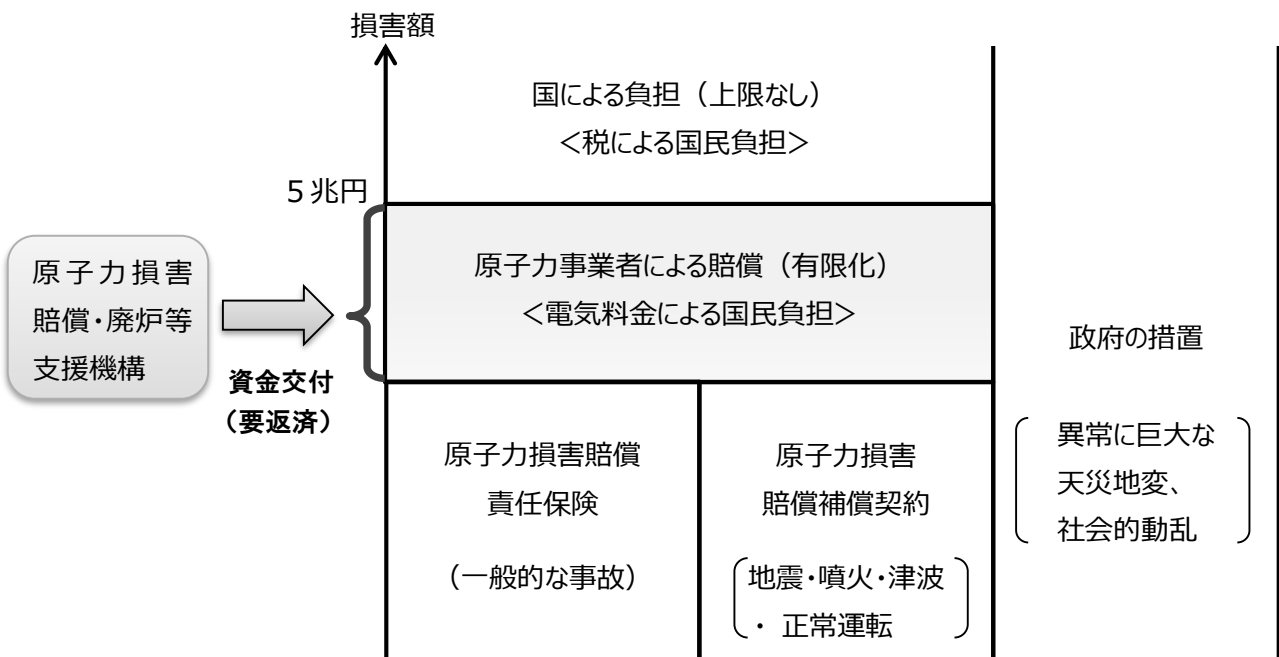 損害額
国による負担（上限なし）
＜税による国民負担＞
５兆円
原子力損害
賠償・廃炉等
支援機構
資金交付
（要返済）
原子力事業者による賠償（有限化）
＜電気料金による国民負担＞
原子力損害賠償
責任保険
（一般的な事故）
原子力損害
賠償補償契約
地震・噴火・津波
・ 正常運転
政府の措置
異常に巨大な
天災地変、
社会的動乱